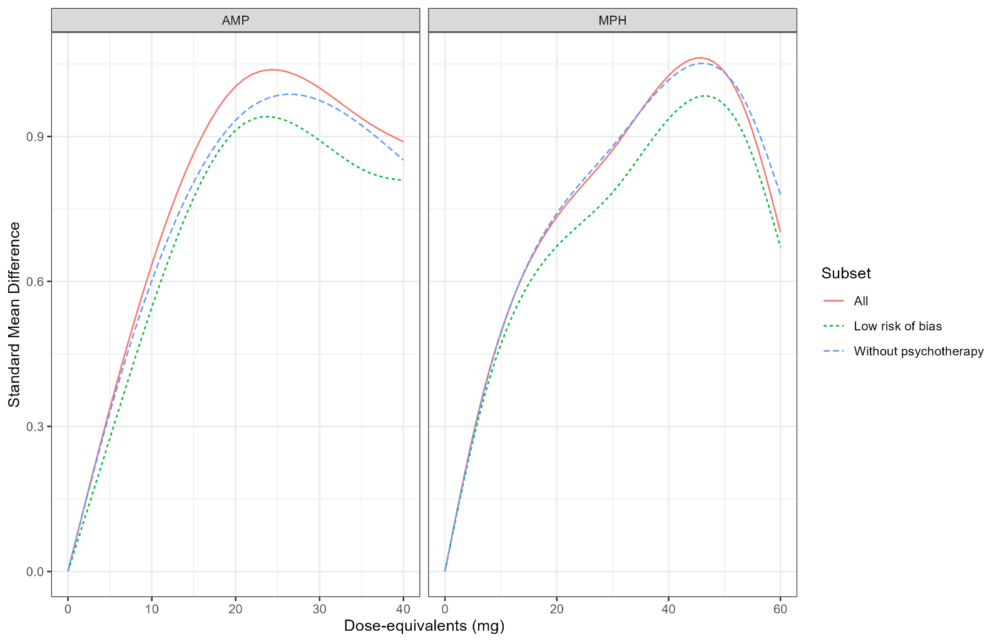 AMP
MPH
Standard Mean Difference
0.9
0.6
0.3
0.0
0 10 20 30 40
0 20 40 60
Dose-equivalents (mg)
Subset
All
Low risk of bias
Without psychotherapy